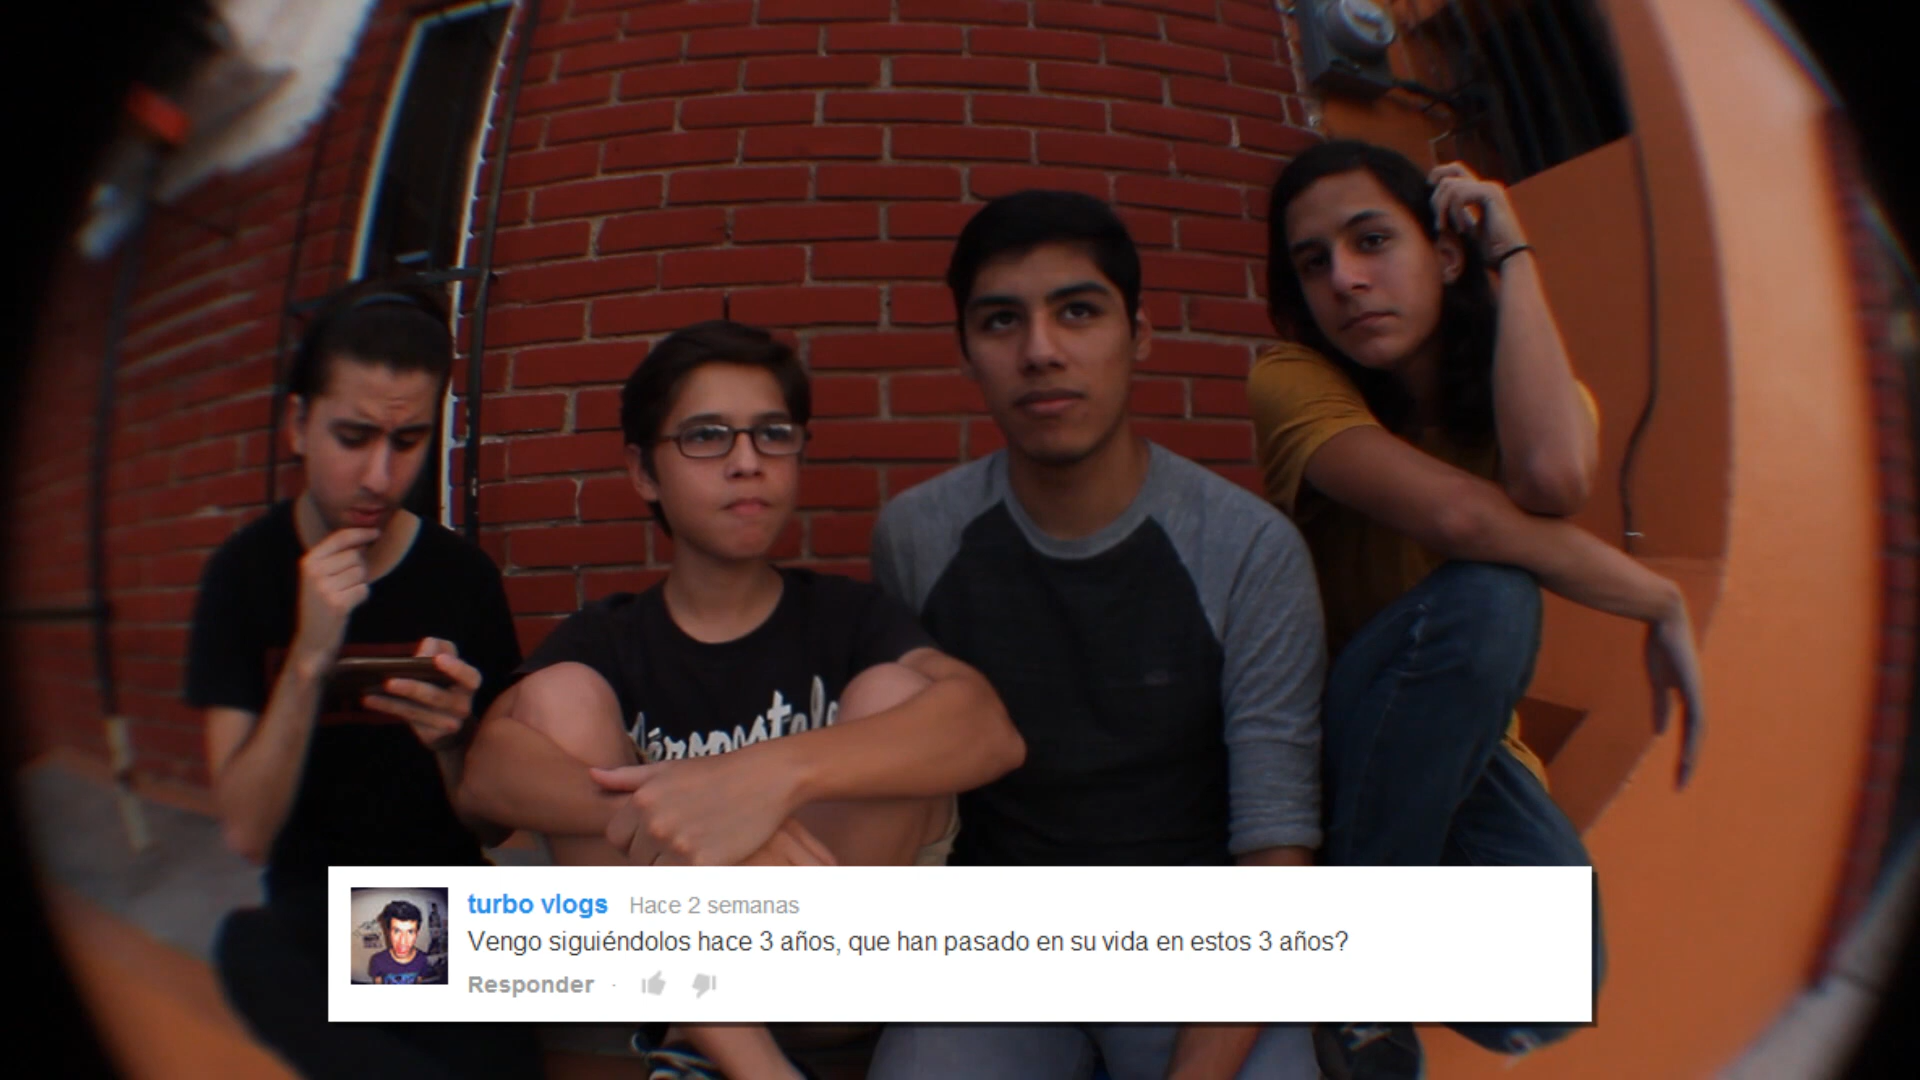 Aéropostale
turbo vlogs Hace 2 semanas
Vengo siguiéndolos hace 3 años, que han pasado en su vida en estos 3 años?
Responder ·